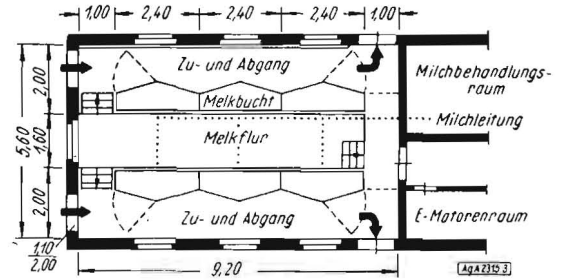 1,00 2,40 2,40 2,40 1,00
Zu- und Abgang
Milchbehandlungs-
raum
Melkbucht
Milchleitung
Melkflur
2,00
5,60
1,60
2,00
Zu- und Abgang
E-Motorenraum
1,10
2,00
9,20
AgA 2315.3